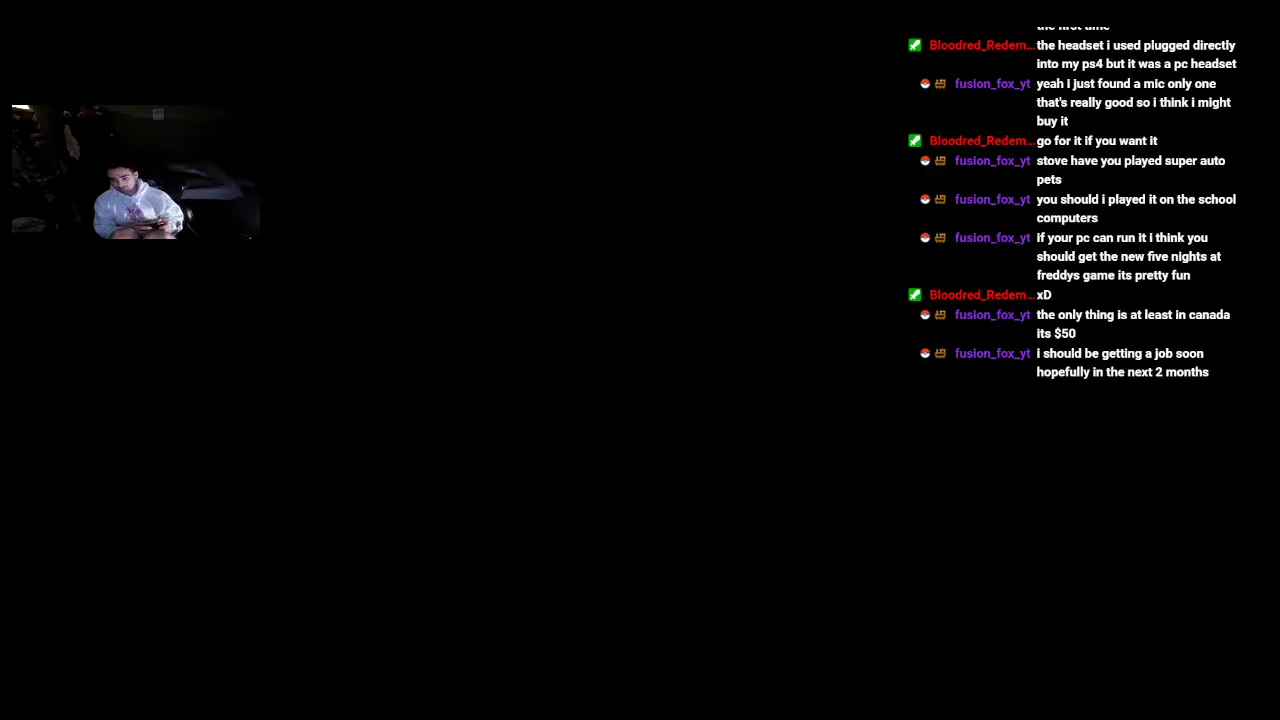 the first time
Bloodred_Redem... the headset i used plugged directly
into my ps4 but it was a pc headset
fusion_fox_yt yeah i just found a mic only one
that's really good so i think i might
buy it
Bloodred_Redem... go for it if you want it
fusion_fox_yt stove have you played super auto
pets
fusion_fox_yt you should i played it on the school
computers
fusion_fox_yt if your pc can run it i think you
should get the new five nights at
freddys game its pretty fun
Bloodred_Redem... xD
fusion_fox_yt the only thing is at least in canada
its $50
fusion_fox_yt i should be getting a job soon
hopefully in the next 2 months